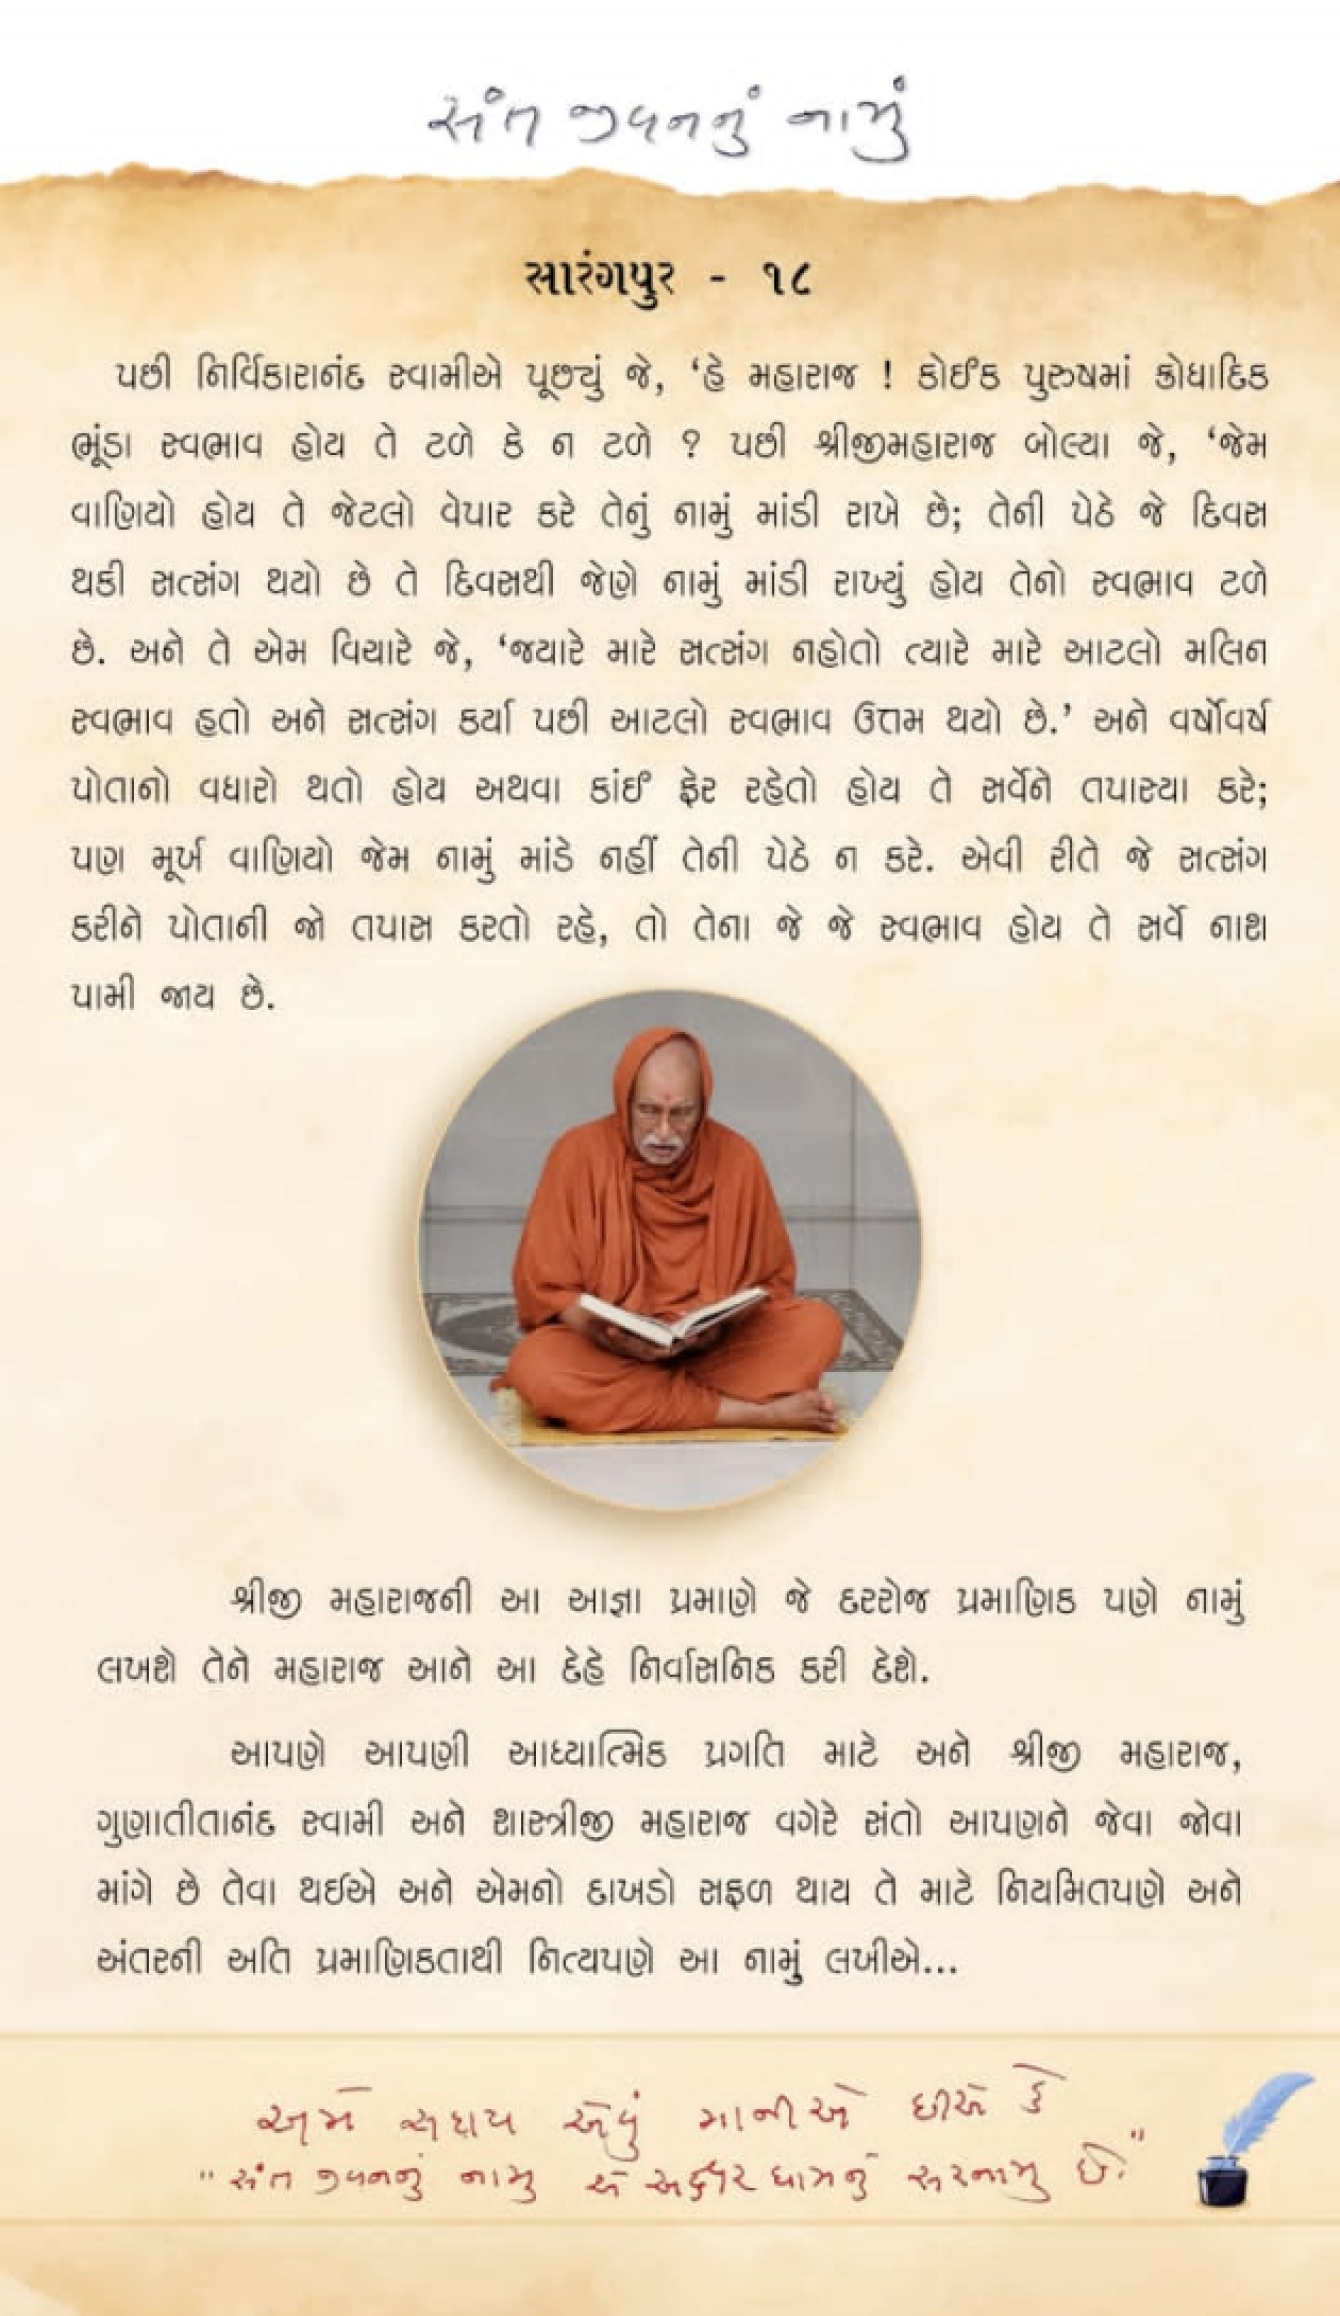 સંત જીવનનું નામું
સારંગપુર - ૧૮
પછી નિર્વિકારાનંદ સ્વામીએ પૂછ્યું જે, ‘હે મહારાજ ! કોઈક પુરુષમાં ક્રોધાદિક
ભૂંડા સ્વભાવ હોય તે ટળે કે ન ટળે ? પછી શ્રીજીમહારાજ બોલ્યા જે, ‘જેમ
વાણિયો હોય તે જેટલો વેપાર કરે તેનું નામું માંડી રાખે છે; તેની પેઠે જે દિવસ
થકી સત્સંગ થયો છે તે દિવસથી જેણે નામું માંડી રાખ્યું હોય તેનો સ્વભાવ ટળે
છે. અને તે એમ વિચારે જે, ‘જયારે મારે સત્સંગ નહોતો ત્યારે મારે આટલો મલિન
સ્વભાવ હતો અને સત્સંગ કર્યા પછી આટલો સ્વભાવ ઉત્તમ થયો છે.’ અને વર્ષોવર્ષ
પોતાનો વધારો થતો હોય અથવા કાંઈ ફેર રહેતો હોય તે સર્વેને તપાસ્યા કરે;
પણ મૂર્ખ વાણિયો જેમ નામું માંડે નહીં તેની પેઠે ન કરે. એવી રીતે જે સત્સંગ
કરીને પોતાની જો તપાસ કરતો રહે, તો તેના જે જે સ્વભાવ હોય તે સર્વે નાશ
પામી જાય છે.
શ્રીજી મહારાજની આ આજ્ઞા પ્રમાણે જે દરરોજ પ્રમાણિક પણે નામું
લખશે તેને મહારાજ આને આ દેહે નિર્વાસનિક કરી દેશે.
આપણે આપણી આધ્યાત્મિક પ્રગતિ માટે અને શ્રીજી મહારાજ,
ગુણાતીતાનંદ સ્વામી અને શાસ્ત્રીજી મહારાજ વગેરે સંતો આપણને જેવા જોવા
માંગે છે તેવા થઈએ અને એમનો દાખડો સફળ થાય તે માટે નિયમિતપણે અને
અંતરની અતિ પ્રમાણિકતાથી નિત્યપણે આ નામું લખીએ...
અમે સદાય એવું માનીએ છીએ કે
"સંત જીવનનું નામુ એ અક્ષરધામનું સરનામુ છે."